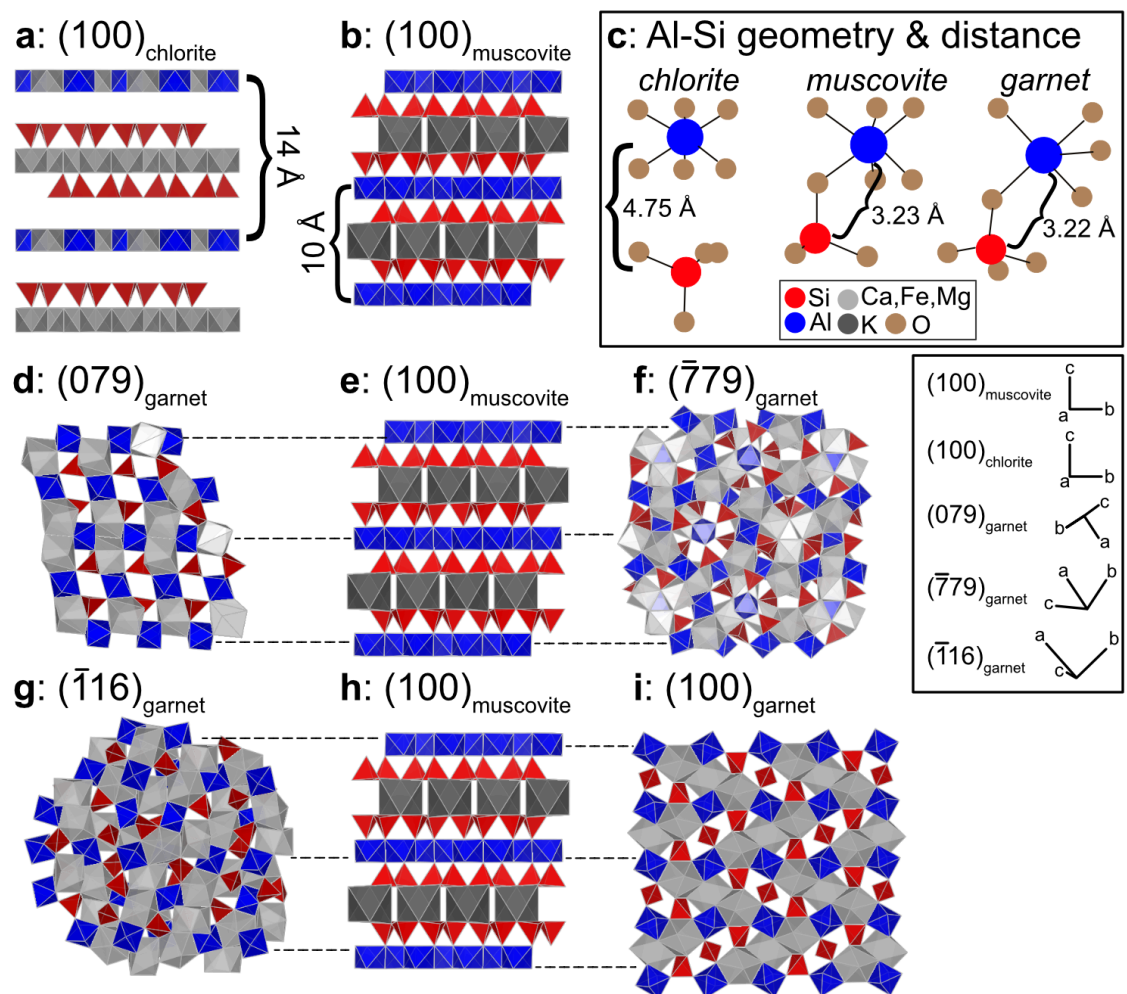 a: (100)chlorite
b: (100)muscovite
c: Al-Si geometry & distance
chlorite
muscovite
garnet
14 Å
10 Å
4.75 Å
3.23 Å
3.22 Å
Si
Ca,Fe,Mg
Al
K
O
d: (079)garnet
e: (100)muscovite
f: (7̅79)garnet
(100)muscovite
c
a
b
(100)chlorite
c
a
b
(079)garnet
c
b
a
(7̅79)garnet
a
b
c
(1̅16)garnet
a
b
c
g: (1̅16)garnet
h: (100)muscovite
i: (100)garnet